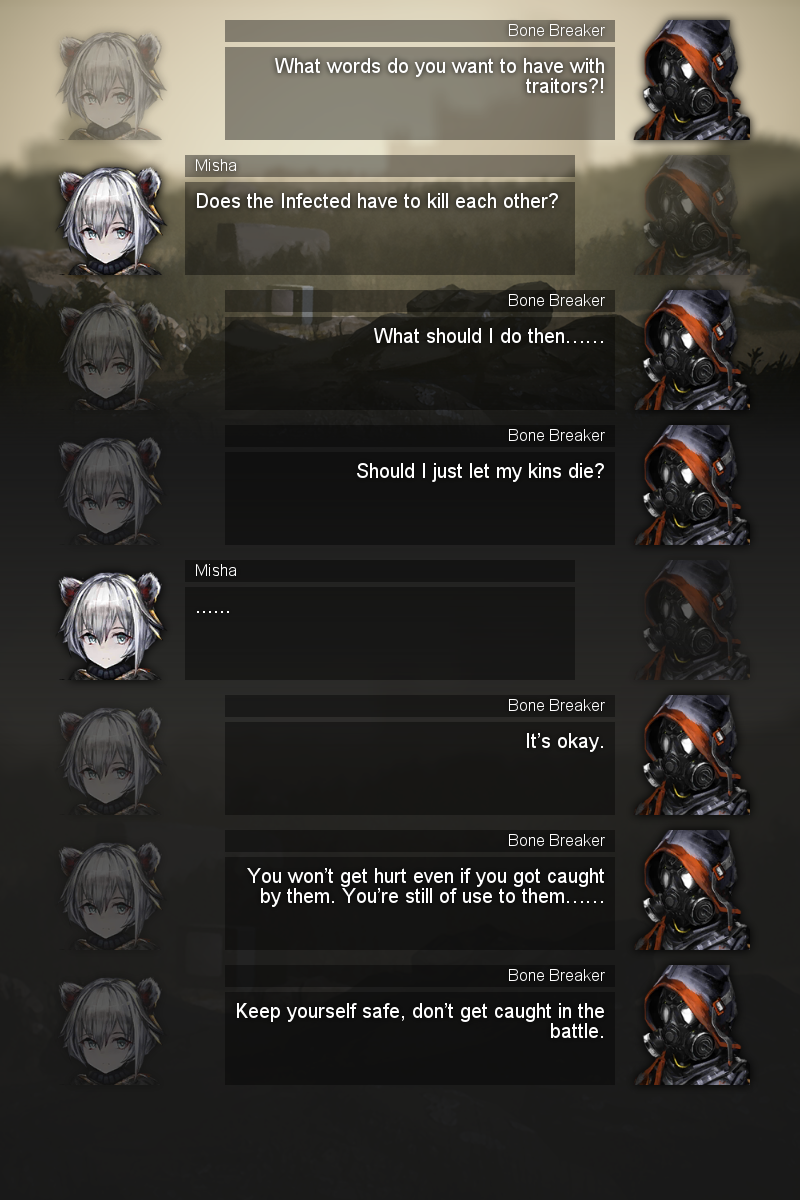 Bone Breaker
What words do you want to have with
traitors?!
Misha
Does the Infected have to kill each other?
Bone Breaker
What should I do then……
Bone Breaker
Should I just let my kins die?
Misha
……
Bone Breaker
It’s okay.
Bone Breaker
You won’t get hurt even if you got caught
by them. You’re still of use to them……
Bone Breaker
Keep yourself safe, don’t get caught in the
battle.